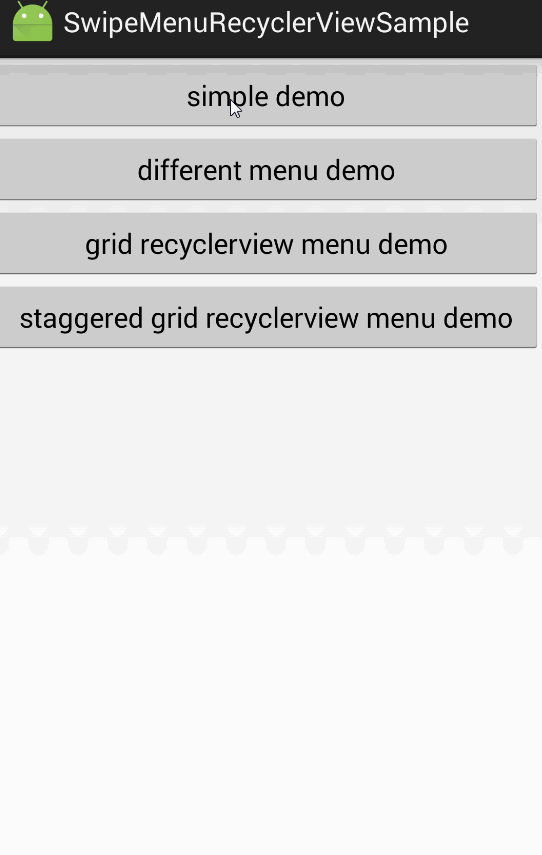 SwipeMenuRecyclerViewSample
simple demo
different menu demo
grid recyclerview menu demo
staggered grid recyclerview menu demo